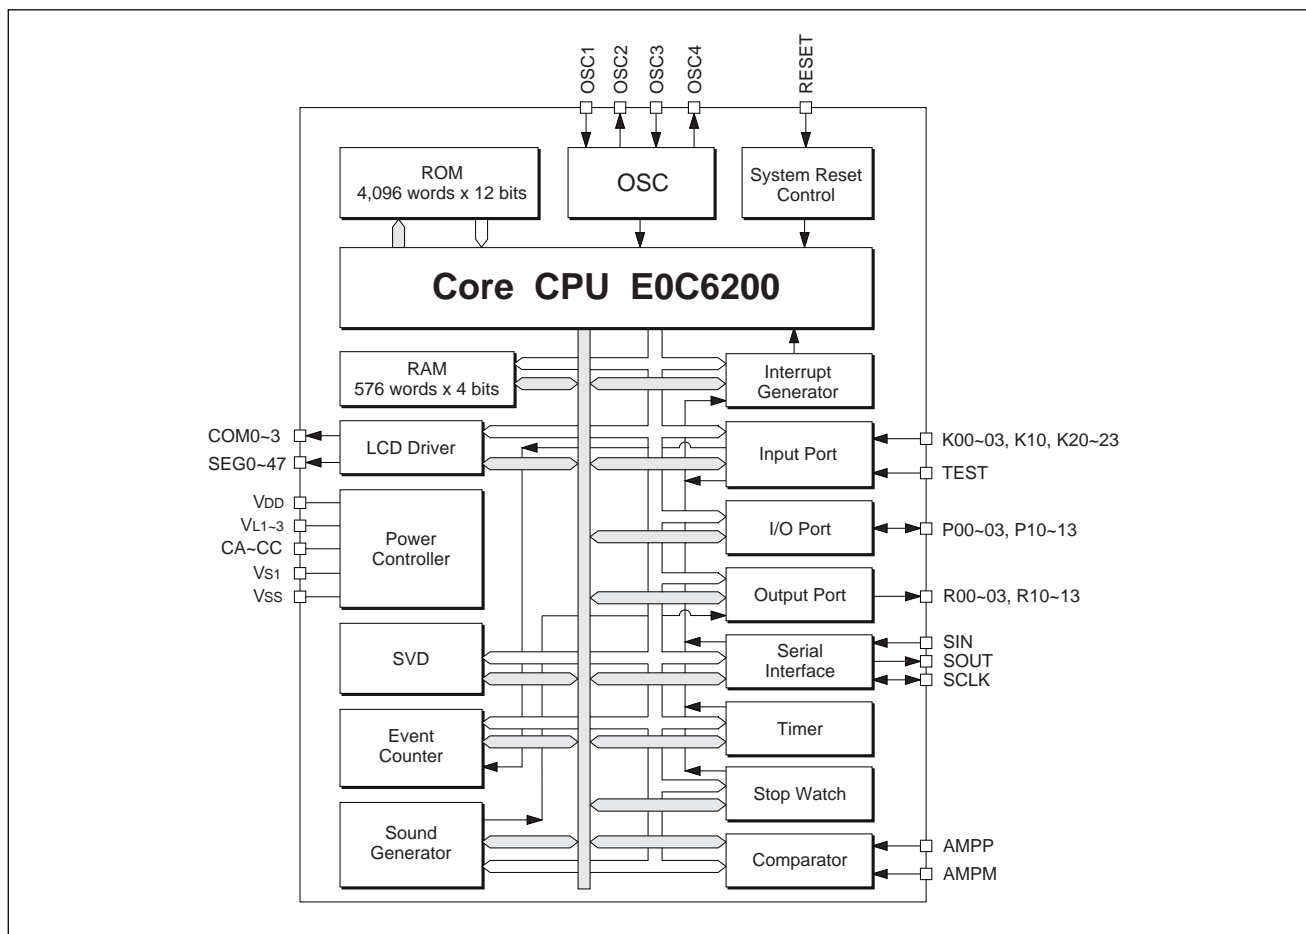 OSC1
OSC2
OSC3
OSC4
RESET
ROM
4,096 words x 12 bits
OSC
System Reset
Control
Core CPU E0C6200
RAM
576 words x 4 bits
Interrupt
Generator
COM0~3
SEG0~47
LCD Driver
Input Port
K00~03, K10, K20~23
TEST
VDD
VL1~3
CA~CC
VS1
VSS
Power
Controller
I/O Port
P00~03, P10~13
Output Port
R00~03, R10~13
SVD
Serial
Interface
SIN
SOUT
SCLK
Event
Counter
Timer
Stop Watch
Sound
Generator
Comparator
AMPP
AMPM